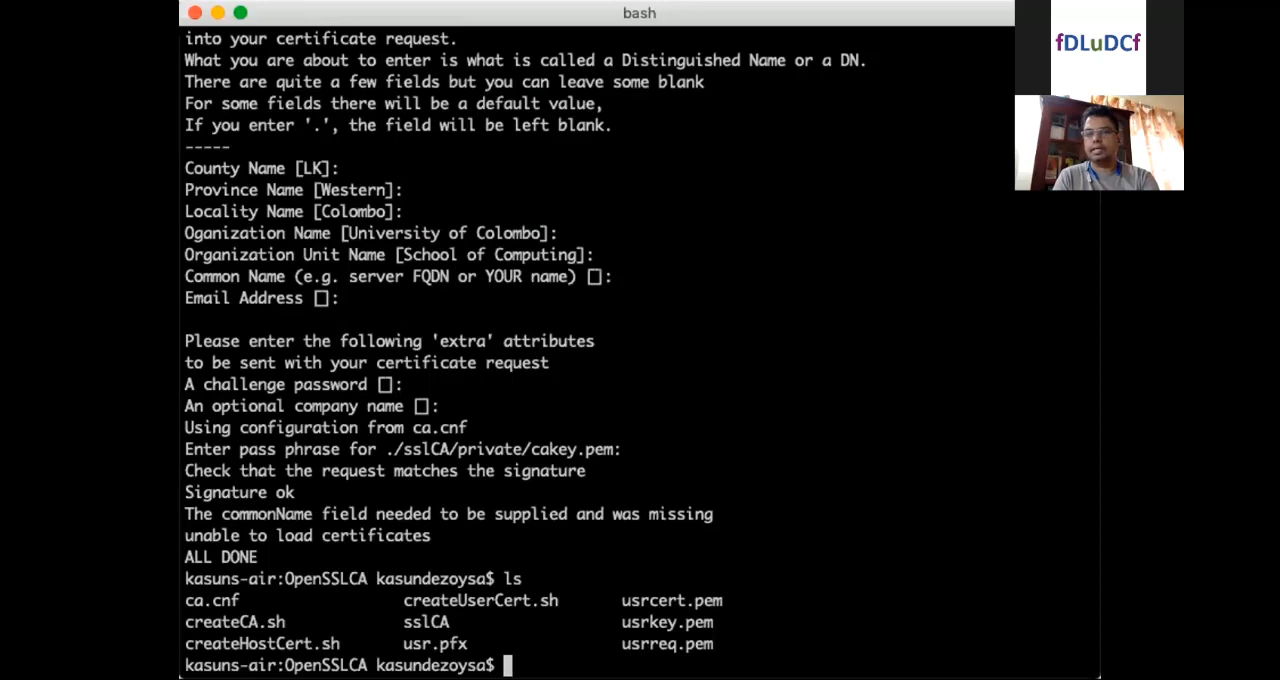 bash
into your certificate request.
What you are about to enter is what is called a Distinguished Name or a DN.
There are quite a few fields but you can leave some blank
For some fields there will be a default value,
If you enter '.', the field will be left blank.
-----
County Name [LK]:
Province Name [Western]:
Locality Name [Colombo]:
Oganization Name [University of Colombo]:
Organization Unit Name [School of Computing]:
Common Name (e.g. server FQDN or YOUR name) []:
Email Address []:
Please enter the following 'extra' attributes
to be sent with your certificate request
A challenge password []:
An optional company name []:
Using configuration from ca.cnf
Enter pass phrase for ./sslCA/private/cakey.pem:
Check that the request matches the signature
Signature ok
The commonName field needed to be supplied and was missing
unable to load certificates
ALL DONE
kasuns-air:OpenSSLCA kasundezoysa$ ls
ca.cnf createUserCert.sh usrcert.pem
createCA.sh sslCA usrkey.pem
createHostCert.sh usr.pfx usrreq.pem
kasuns-air:OpenSSLCA kasundezoysa$
fDLuDCf